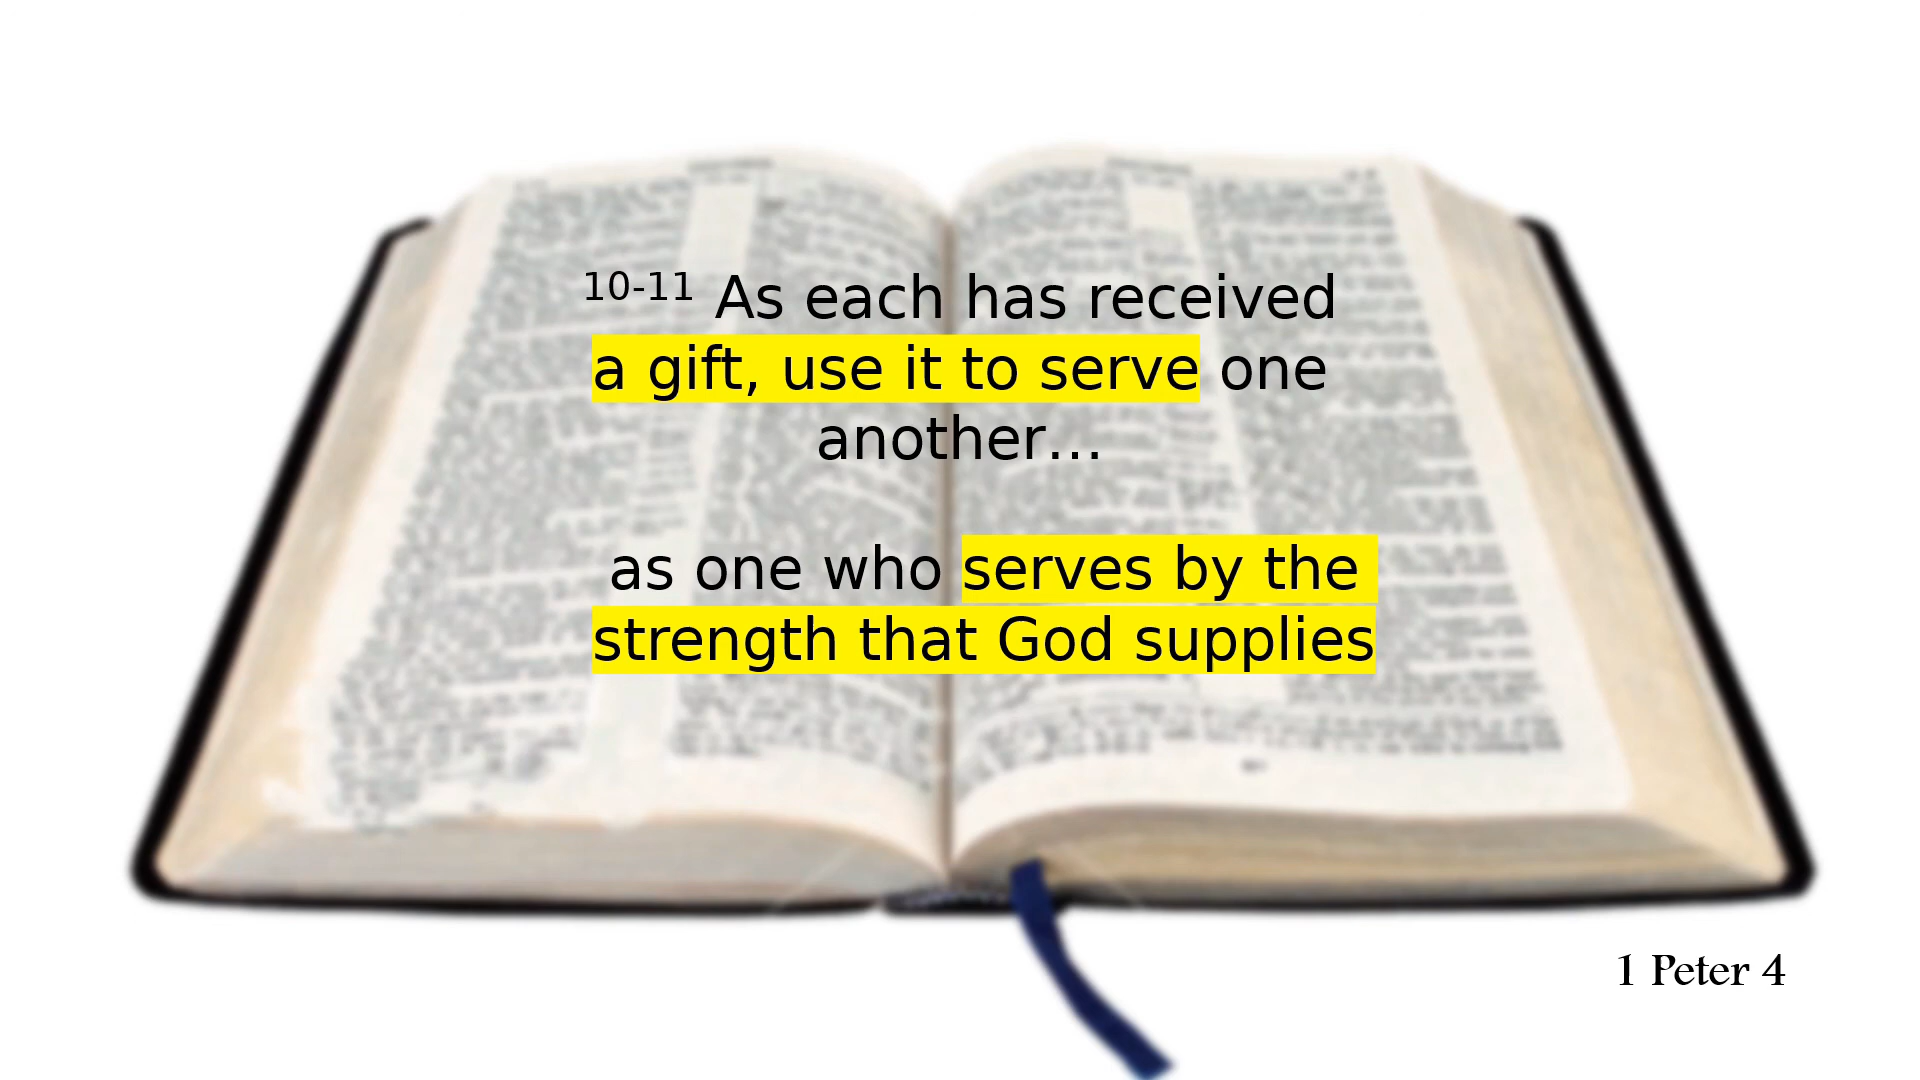 10-11 As each has received
a gift, use it to serve one
another…
as one who serves by the
strength that God supplies
1 Peter 4